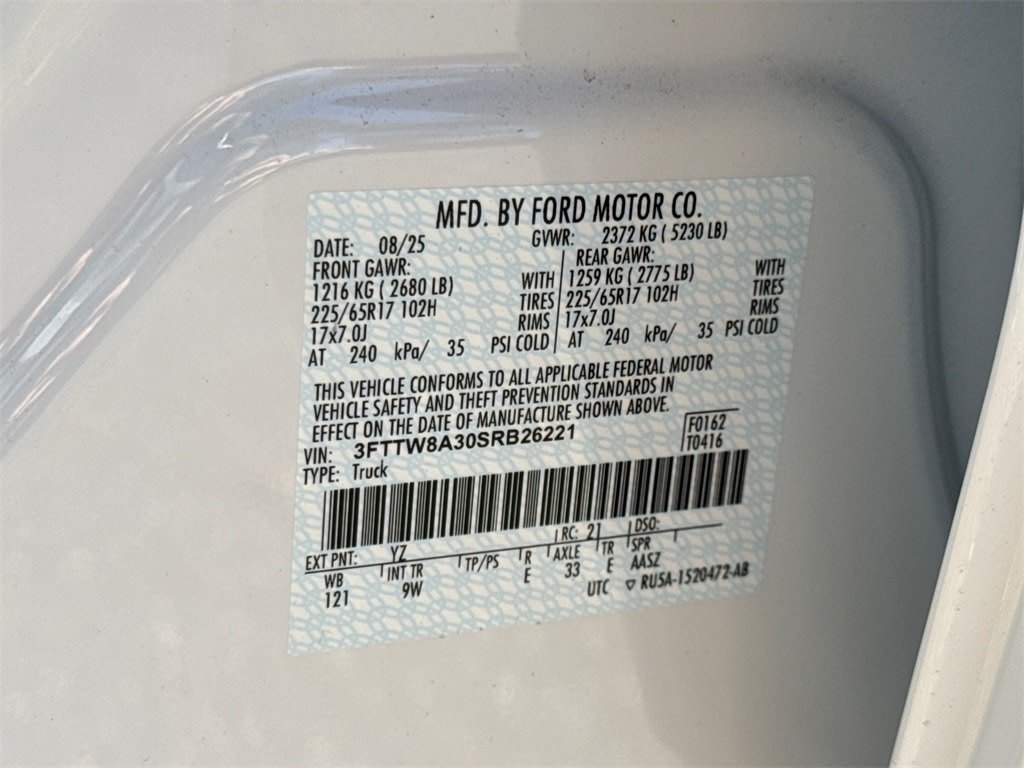 MFD. BY FORD MOTOR CO.
DATE: 08/25 GVWR: 2372 KG ( 5230 LB)
FRONT GAWR: REAR GAWR:
1216 KG ( 2680 LB) WITH 1259 KG ( 2775 LB) WITH
225/65R17 102H TIRES 225/65R17 102H TIRES
17x7.0J RIMS 17x7.0J RIMS
AT 240 kPa/ 35 PSI COLD AT 240 kPa/ 35 PSI COLD
THIS VEHICLE CONFORMS TO ALL APPLICABLE FEDERAL MOTOR
VEHICLE SAFETY AND THEFT PREVENTION STANDARDS IN
EFFECT ON THE DATE OF MANUFACTURE SHOWN ABOVE.
VIN: 3FTTW8A30SRB26221 F0162
TYPE: Truck T0416
EXT PNT: YZ RC: 21 DSO:
WB INT TR TP/PS R AXLE TR SPR
121 9W E 33 E AASZ
UTC ▽ RU5A-1520472-AB